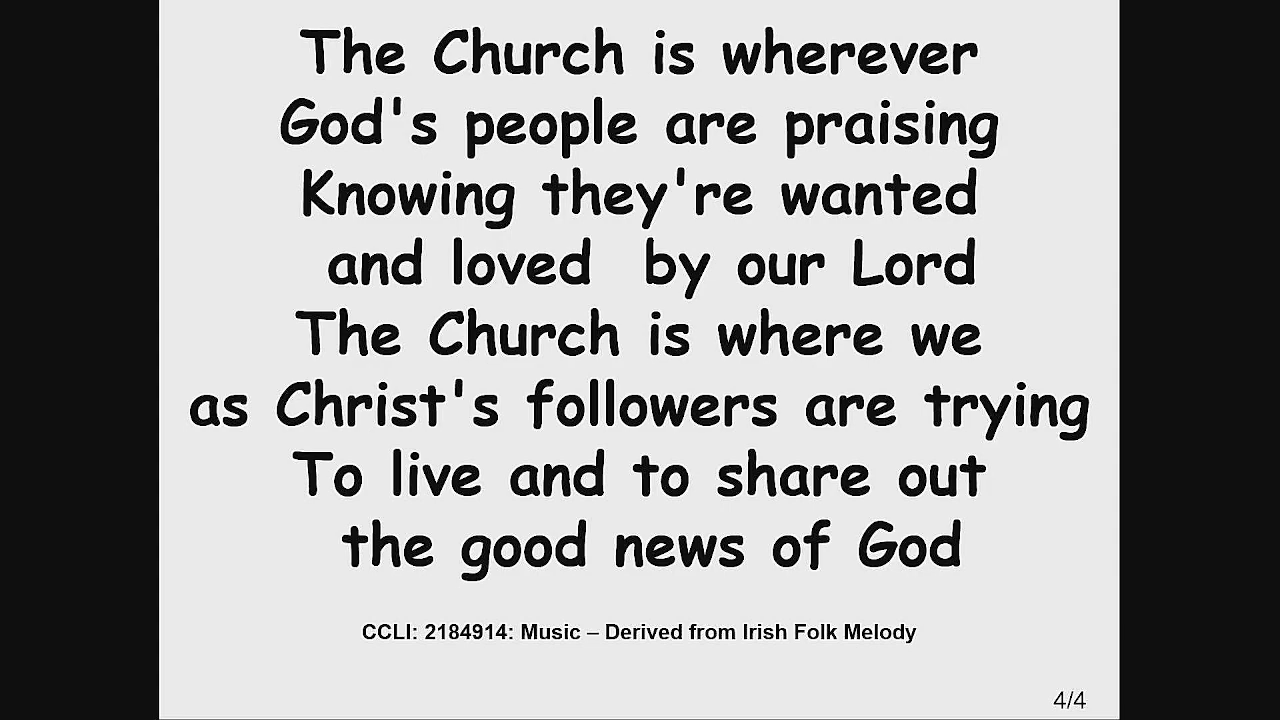 The Church is wherever
God's people are praising
Knowing they're wanted
and loved  by our Lord
The Church is where we
as Christ's followers are trying
To live and to share out
the good news of God
CCLI: 2184914: Music – Derived from Irish Folk Melody
4/4